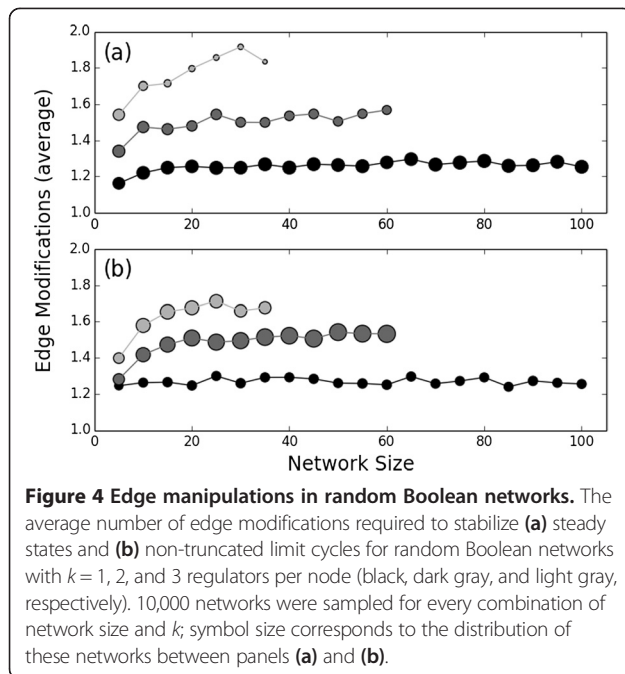 (a)
2.0
1.8
1.6
1.4
1.2
1.0
0 20 40 60 80 100
(b)
2.0
1.8
1.6
1.4
1.2
1.0
0 20 40 60 80 100
Edge Modifications (average)
Network Size
Figure 4 Edge manipulations in random Boolean networks. The
average number of edge modifications required to stabilize (a) steady
states and (b) non-truncated limit cycles for random Boolean networks
with k = 1, 2, and 3 regulators per node (black, dark gray, and light gray,
respectively). 10,000 networks were sampled for every combination of
network size and k; symbol size corresponds to the distribution of
these networks between panels (a) and (b).